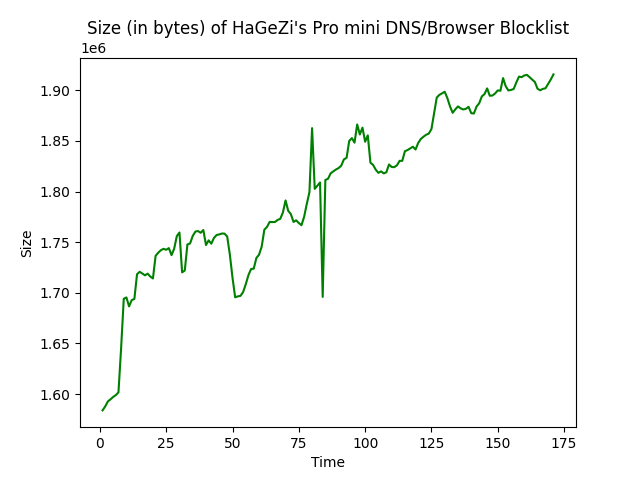 Size (in bytes) of HaGeZi's Pro mini DNS/Browser Blocklist
1e6
1.90
1.85
1.80
1.75
1.70
1.65
1.60
Size
0 25 50 75 100 125 150 175
Time